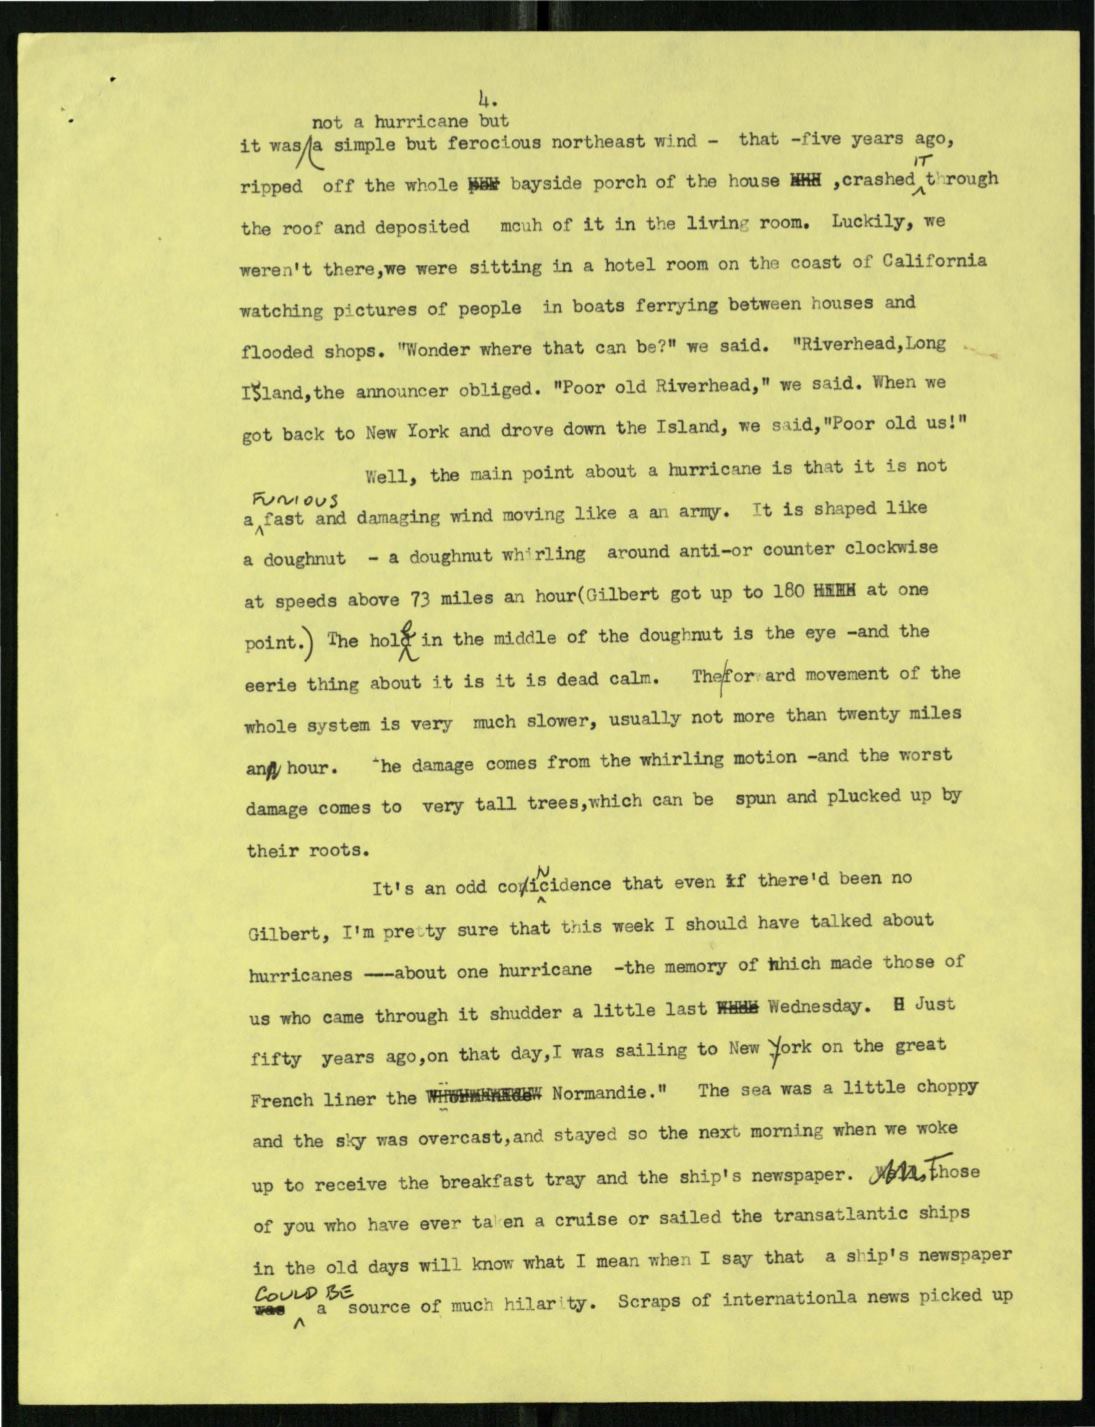 4.
not a hurricane but
it was a simple but ferocious northeast wind - that -five years ago,
IT
ripped off the whole bayside porch of the house ,crashed through
the roof and deposited mcuh of it in the living room. Luckily, we
weren't there,we were sitting in a hotel room on the coast of California
watching pictures of people in boats ferrying between houses and
flooded shops. "Wonder where that can be?" we said. "Riverhead,Long
Island,the announcer obliged. "Poor old Riverhead," we said. When we
got back to New York and drove down the Island, we said,"Poor old us!"
Well, the main point about a hurricane is that it is not
FURIOUS
a fast and damaging wind moving like a an army. It is shaped like
a doughnut - a doughnut whirling around anti-or counter clockwise
at speeds above 73 miles an hour(Gilbert got up to 180 at one
point.) The hole in the middle of the doughnut is the eye -and the
eerie thing about it is it is dead calm. The forward movement of the
whole system is very much slower, usually not more than twenty miles
an hour. The damage comes from the whirling motion -and the worst
damage comes to very tall trees,which can be spun and plucked up by
their roots.
N
It's an odd coicidence that even if there'd been no
Gilbert, I'm pretty sure that this week I should have talked about
hurricanes ---about one hurricane -the memory of which made those of
us who came through it shudder a little last Wednesday. H Just
fifty years ago,on that day,I was sailing to New York on the great
French liner the Normandie." The sea was a little choppy
and the sky was overcast,and stayed so the next morning when we woke
up to receive the breakfast tray and the ship's newspaper. Those
of you who have ever taken a cruise or sailed the transatlantic ships
in the old days will know what I mean when I say that a ship's newspaper
COULD BE
was a source of much hilarity. Scraps of internationla news picked up